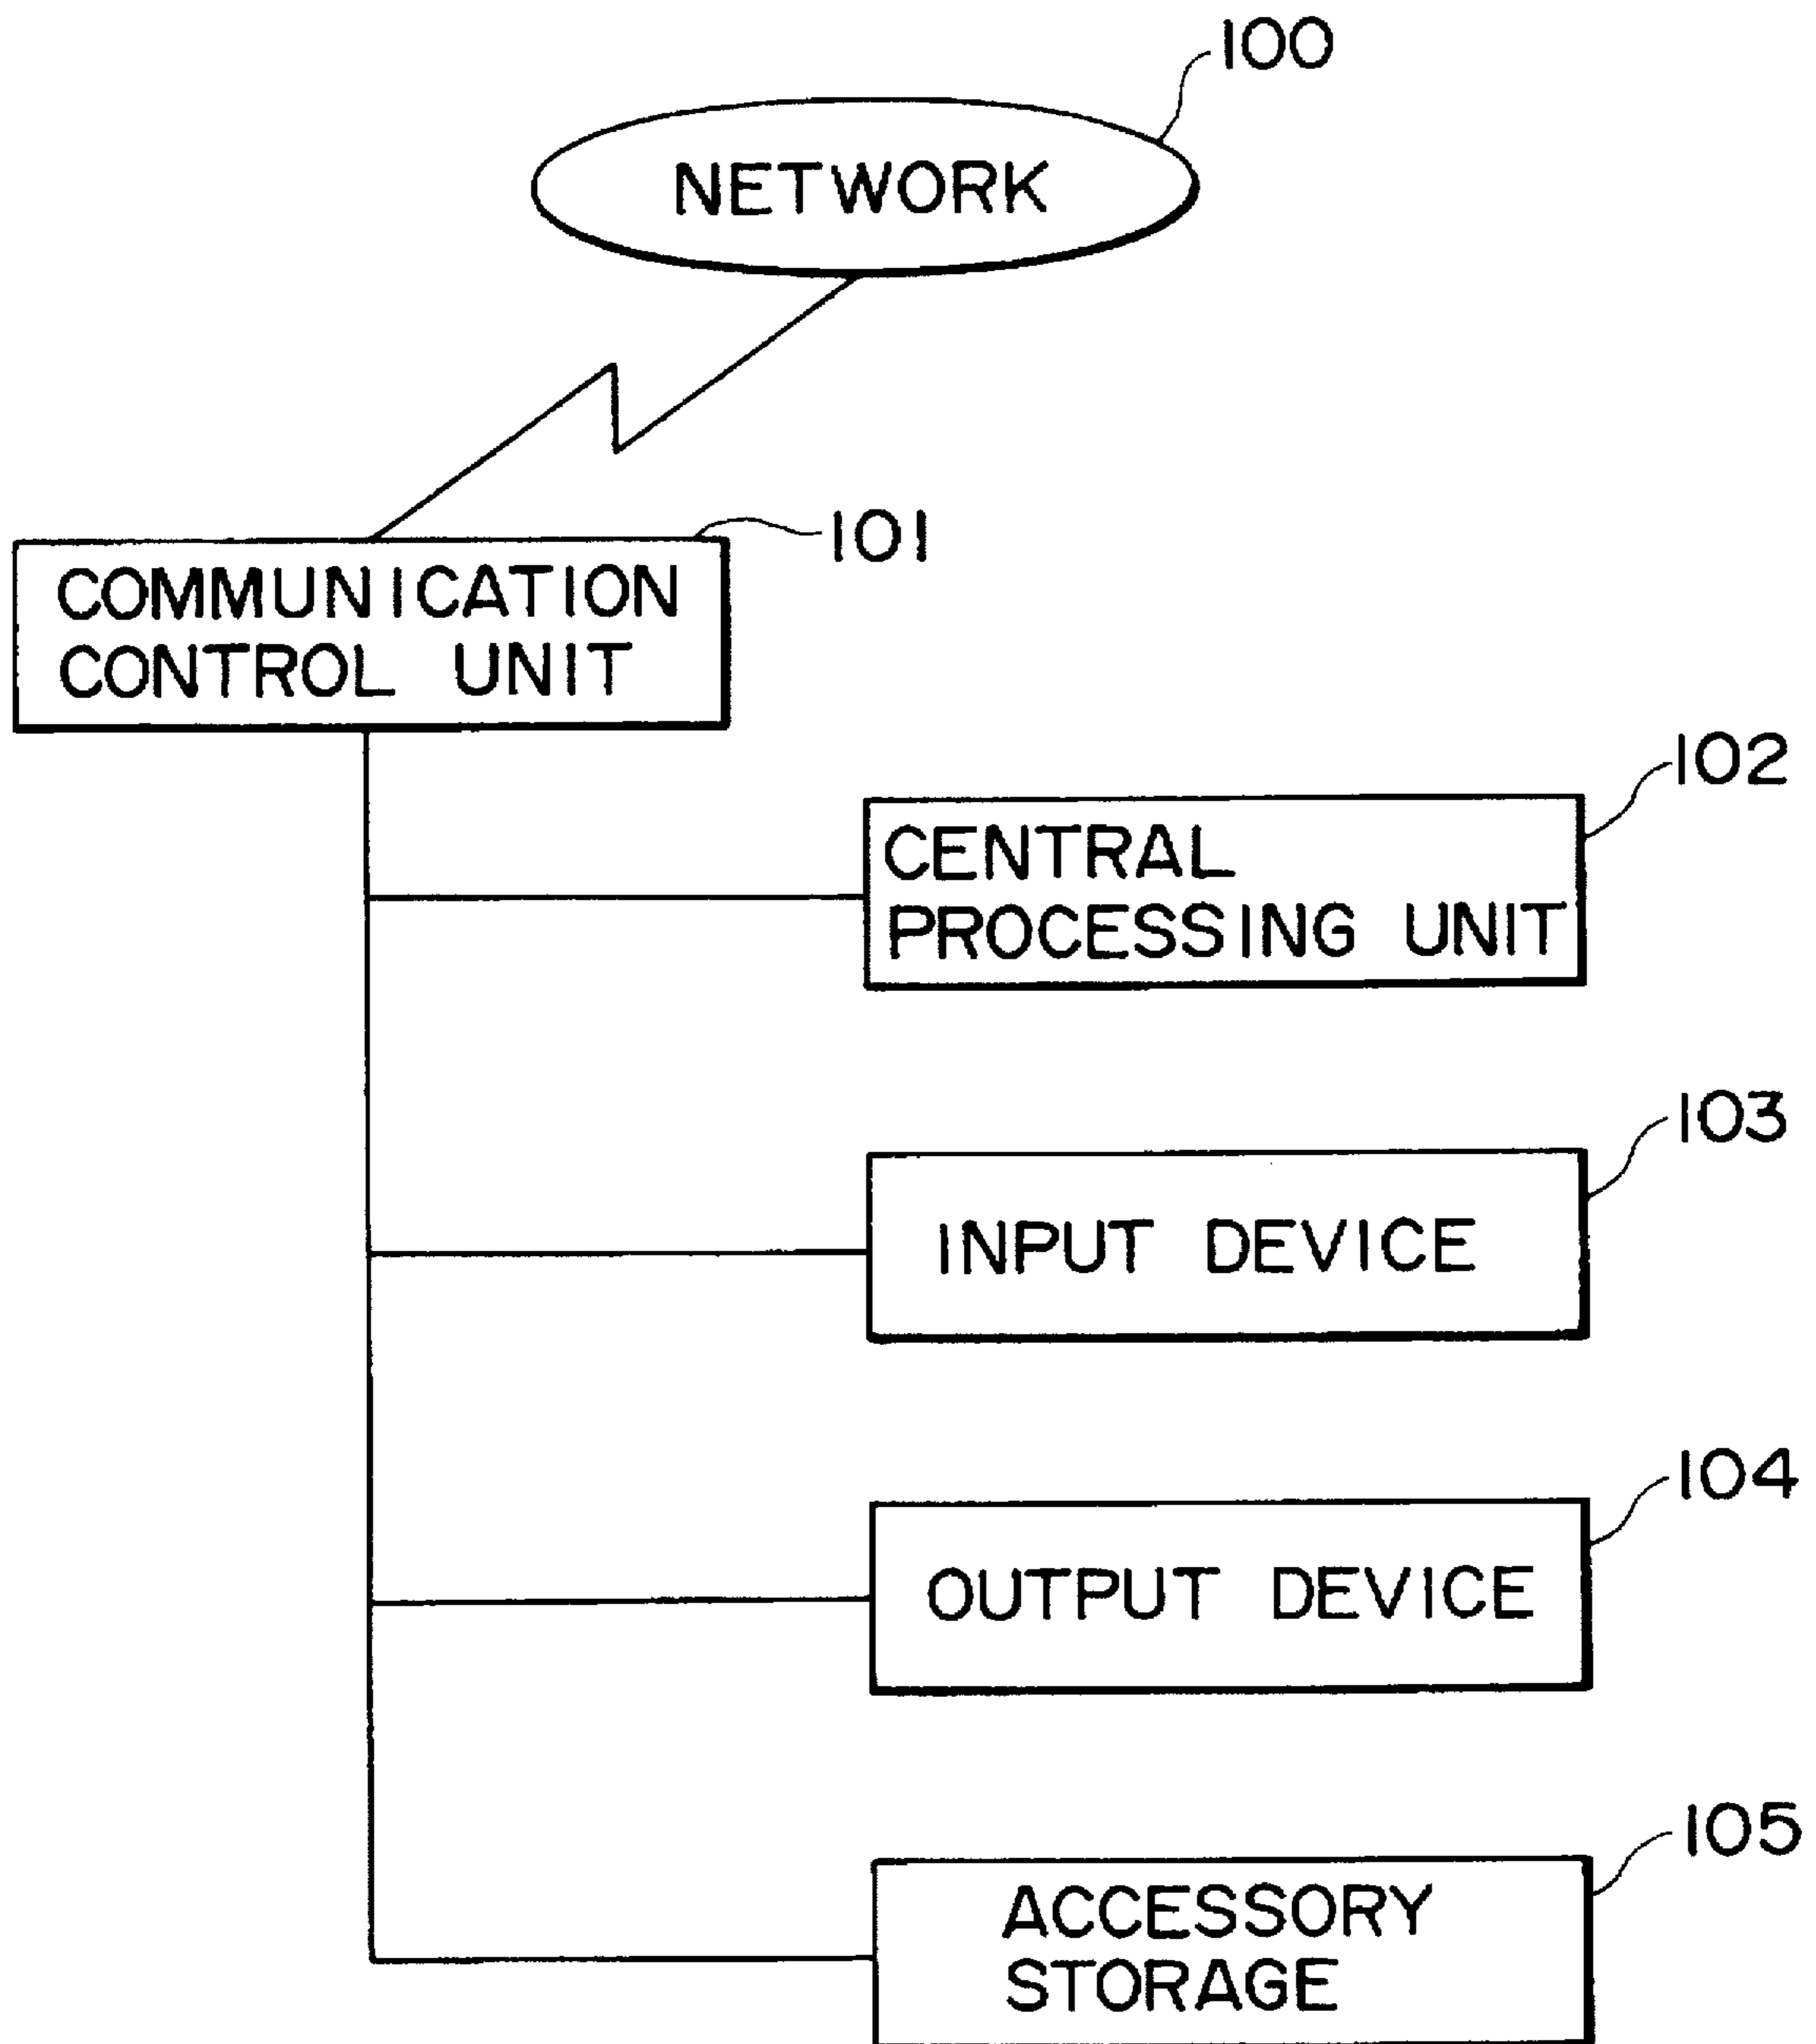 100
NETWORK
101
COMMUNICATION
CONTROL UNIT
102
CENTRAL
PROCESSING UNIT
103
INPUT DEVICE
104
OUTPUT DEVICE
105
ACCESSORY
STORAGE